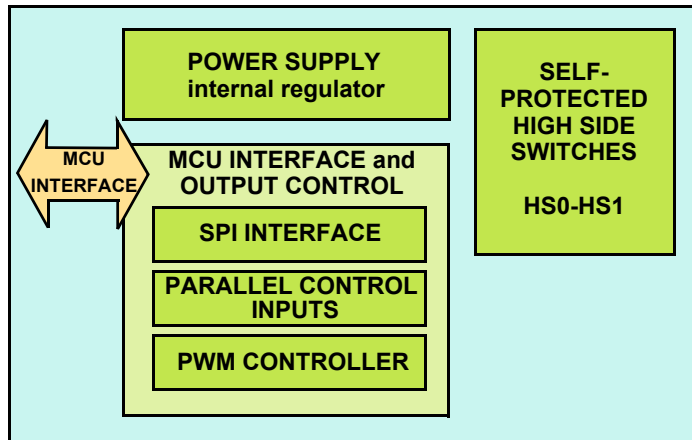 POWER SUPPLY
internal regulator
SELF-
PROTECTED
HIGH SIDE
SWITCHES
HS0-HS1
MCU
INTERFACE
MCU INTERFACE and
OUTPUT CONTROL
SPI INTERFACE
PARALLEL CONTROL
INPUTS
PWM CONTROLLER